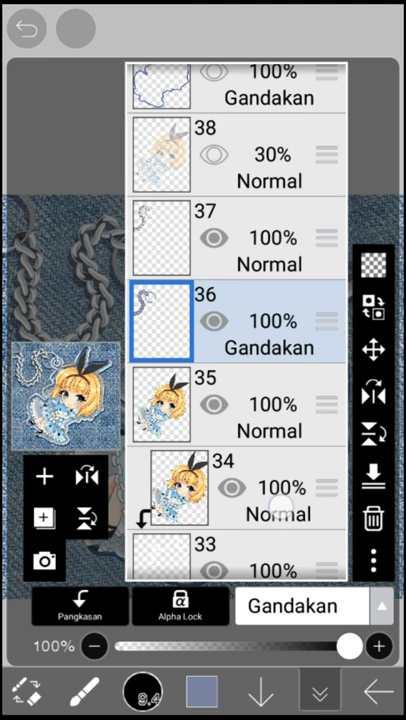 100%
Gandakan
38
30%
Normal
37
100%
Normal
36
100%
Gandakan
35
100%
Normal
34
100%
Normal
33
100%
Pangkasan
Alpha Lock
Gandakan
100%
9.4